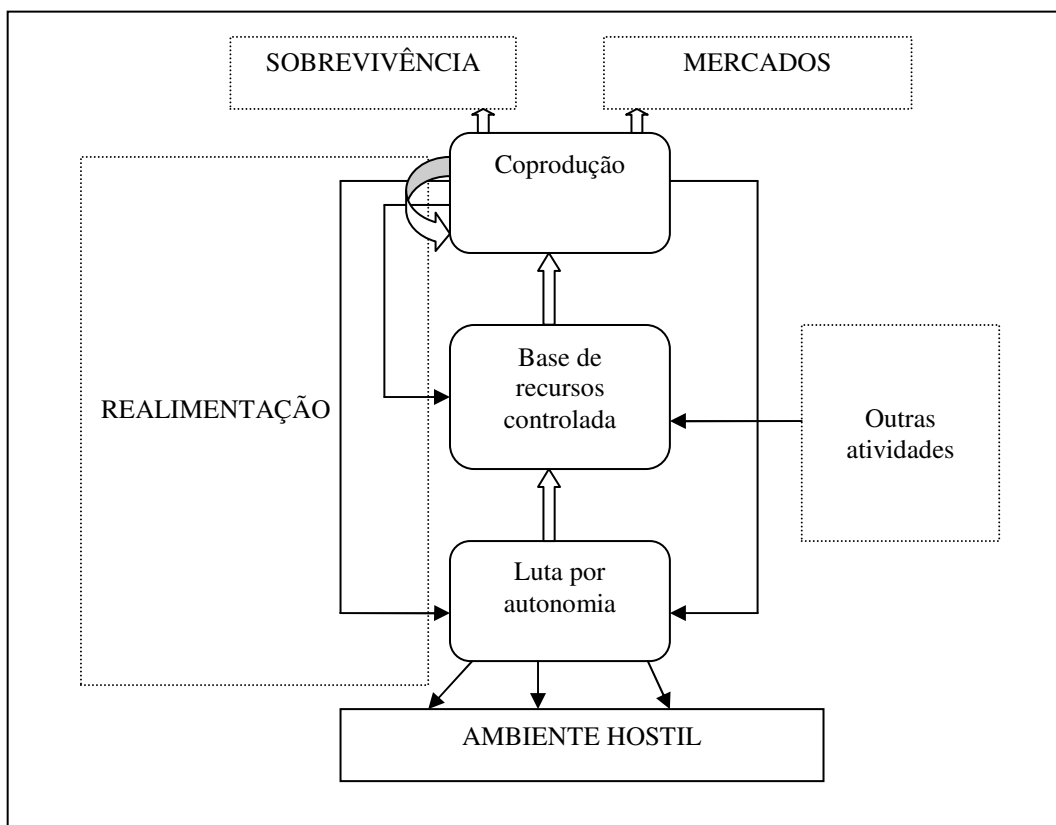 SOBREVIVÊNCIA
MERCADOS
Coprodução
Base de
recursos
controlada
REALIMENTAÇÃO
Outras
atividades
Luta por
autonomia
AMBIENTE HOSTIL